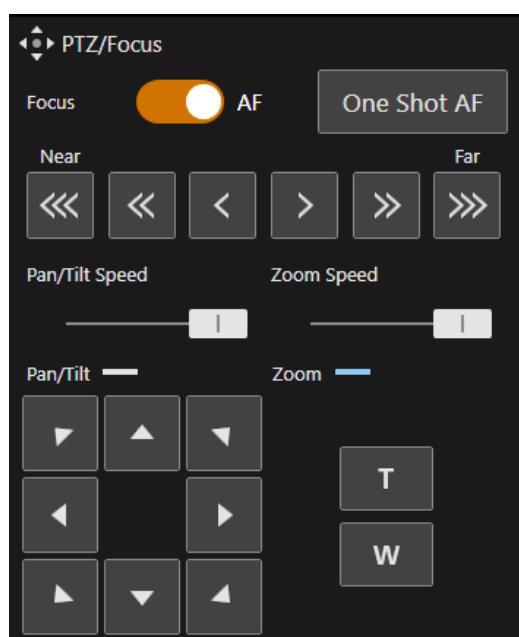 PTZ/Focus
Focus AF One Shot AF
Near Far
Pan/Tilt Speed Zoom Speed
Pan/Tilt Zoom
T
W